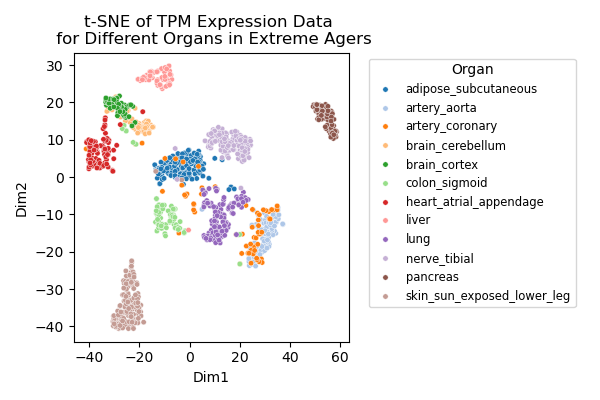 t-SNE of TPM Expression Data
for Different Organs in Extreme Agers
30
20
10
0
−10
−20
−30
−40
Dim2
−40 −20 0 20 40 60
Dim1
Organ
adipose_subcutaneous
artery_aorta
artery_coronary
brain_cerebellum
brain_cortex
colon_sigmoid
heart_atrial_appendage
liver
lung
nerve_tibial
pancreas
skin_sun_exposed_lower_leg